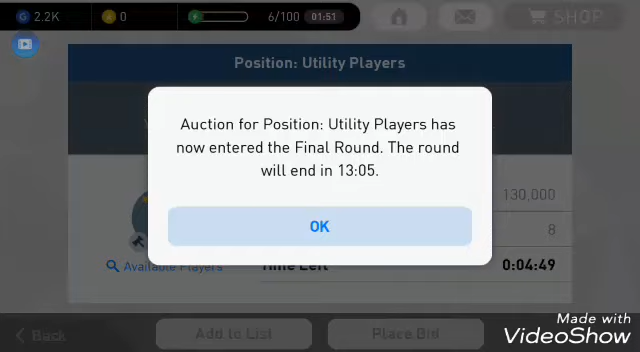 2.2K 0 6/100 01:51 SHOP
Position: Utility Players
Auction for Position: Utility Players has
now entered the Final Round. The round
will end in 13:05.
130,000
OK
8
Available Players
Time Left 0:04:49
Back Add to List Place Bid
Made with
VideoShow